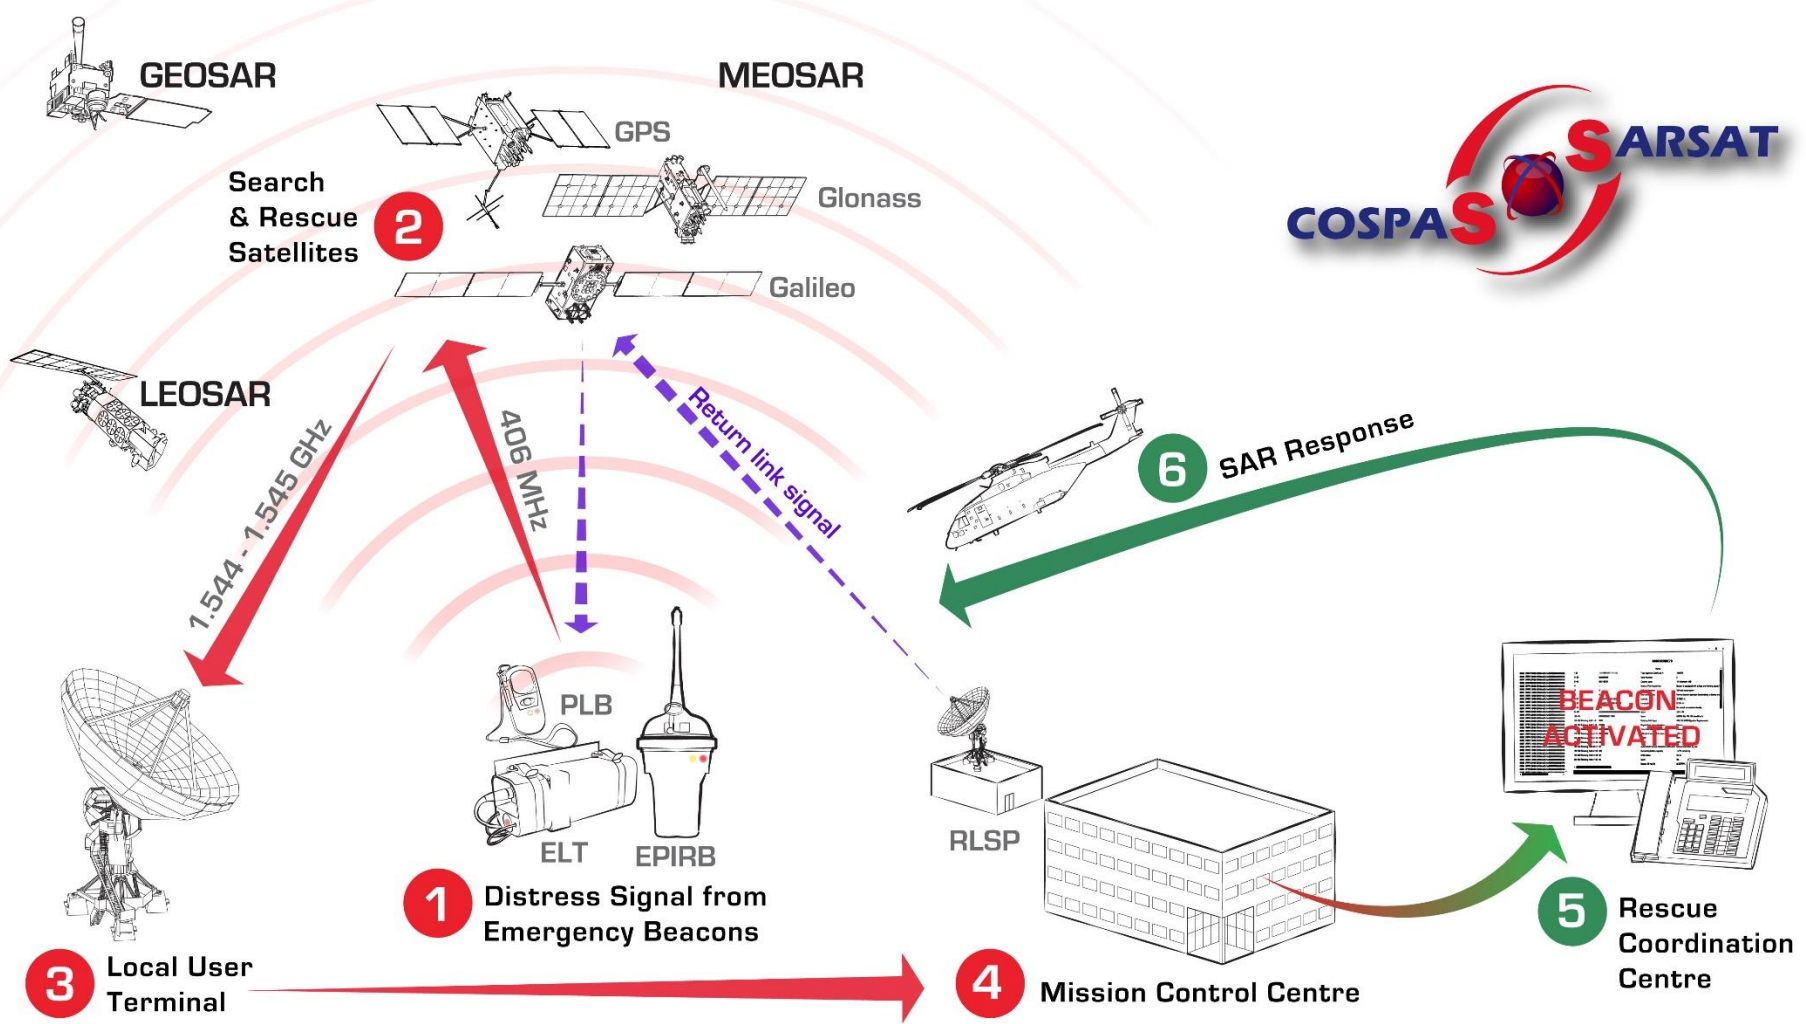 GEOSAR
MEOSAR
GPS
Search
& Rescue
Satellites
2
Glonass
Galileo
LEOSAR
COSPAS
SARSAT
1.544 - 1.545 GHz
406 MHz
Return link signal
6
SAR Response
PLB
ELT
EPIRB
RLSP
BEACON
ACTIVATED
1
Distress Signal from
Emergency Beacons
3
Local User
Terminal
4
Mission Control Centre
5
Rescue
Coordination
Centre